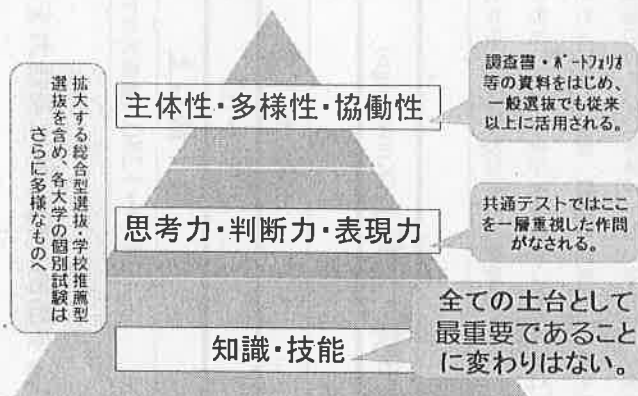 拡大する総合型選抜・学校推薦型
選抜を含め、各大学の個別試験は
さらに多様なものへ
主体性・多様性・協働性
調査書・ポートフォリオ
等の資料をはじめ、
一般選抜でも従来
以上に活用される。
思考力・判断力・表現力
共通テストではここ
を一層重視した作問
がなされる。
知識・技能
全ての土台として
最重要であること
に変わりはない。